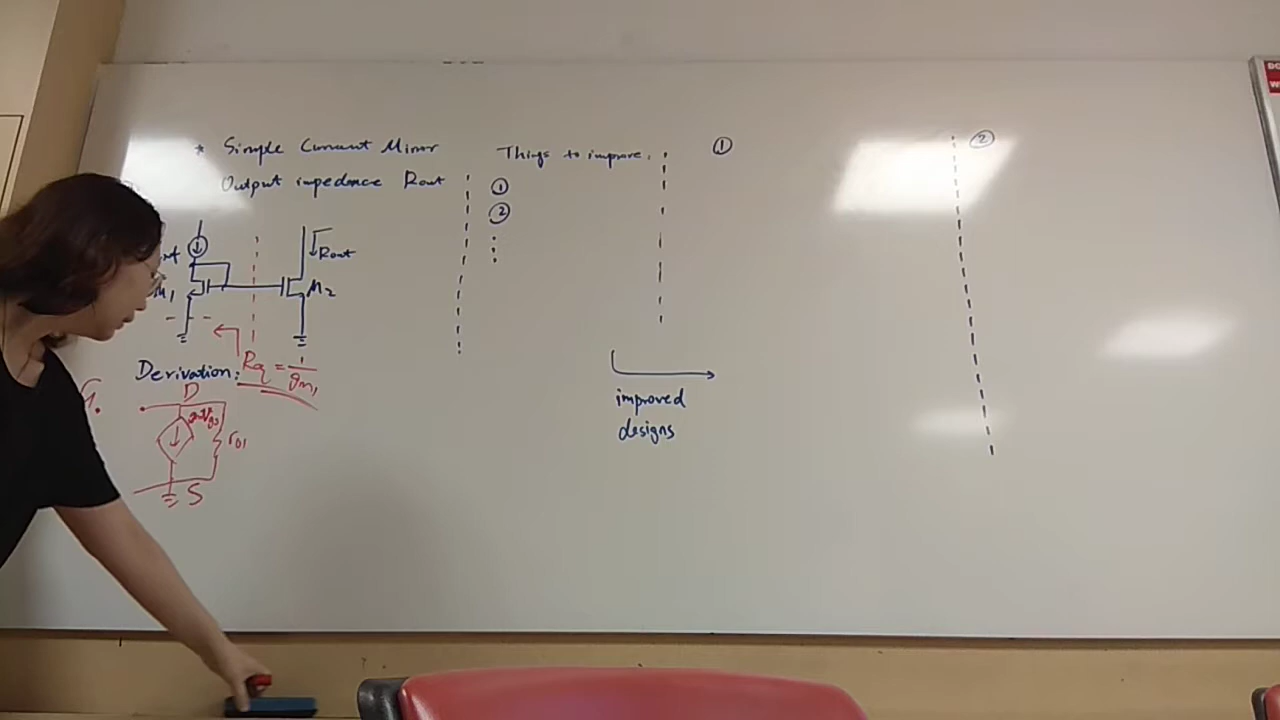 * Simple Current Mirror
Output impedance Rout
Rout
M1
M2
Derivation:
Rq = 1/gm1
G.
D
ro1
S
Things to improve.
①
②
⋮
improved
designs
①
②